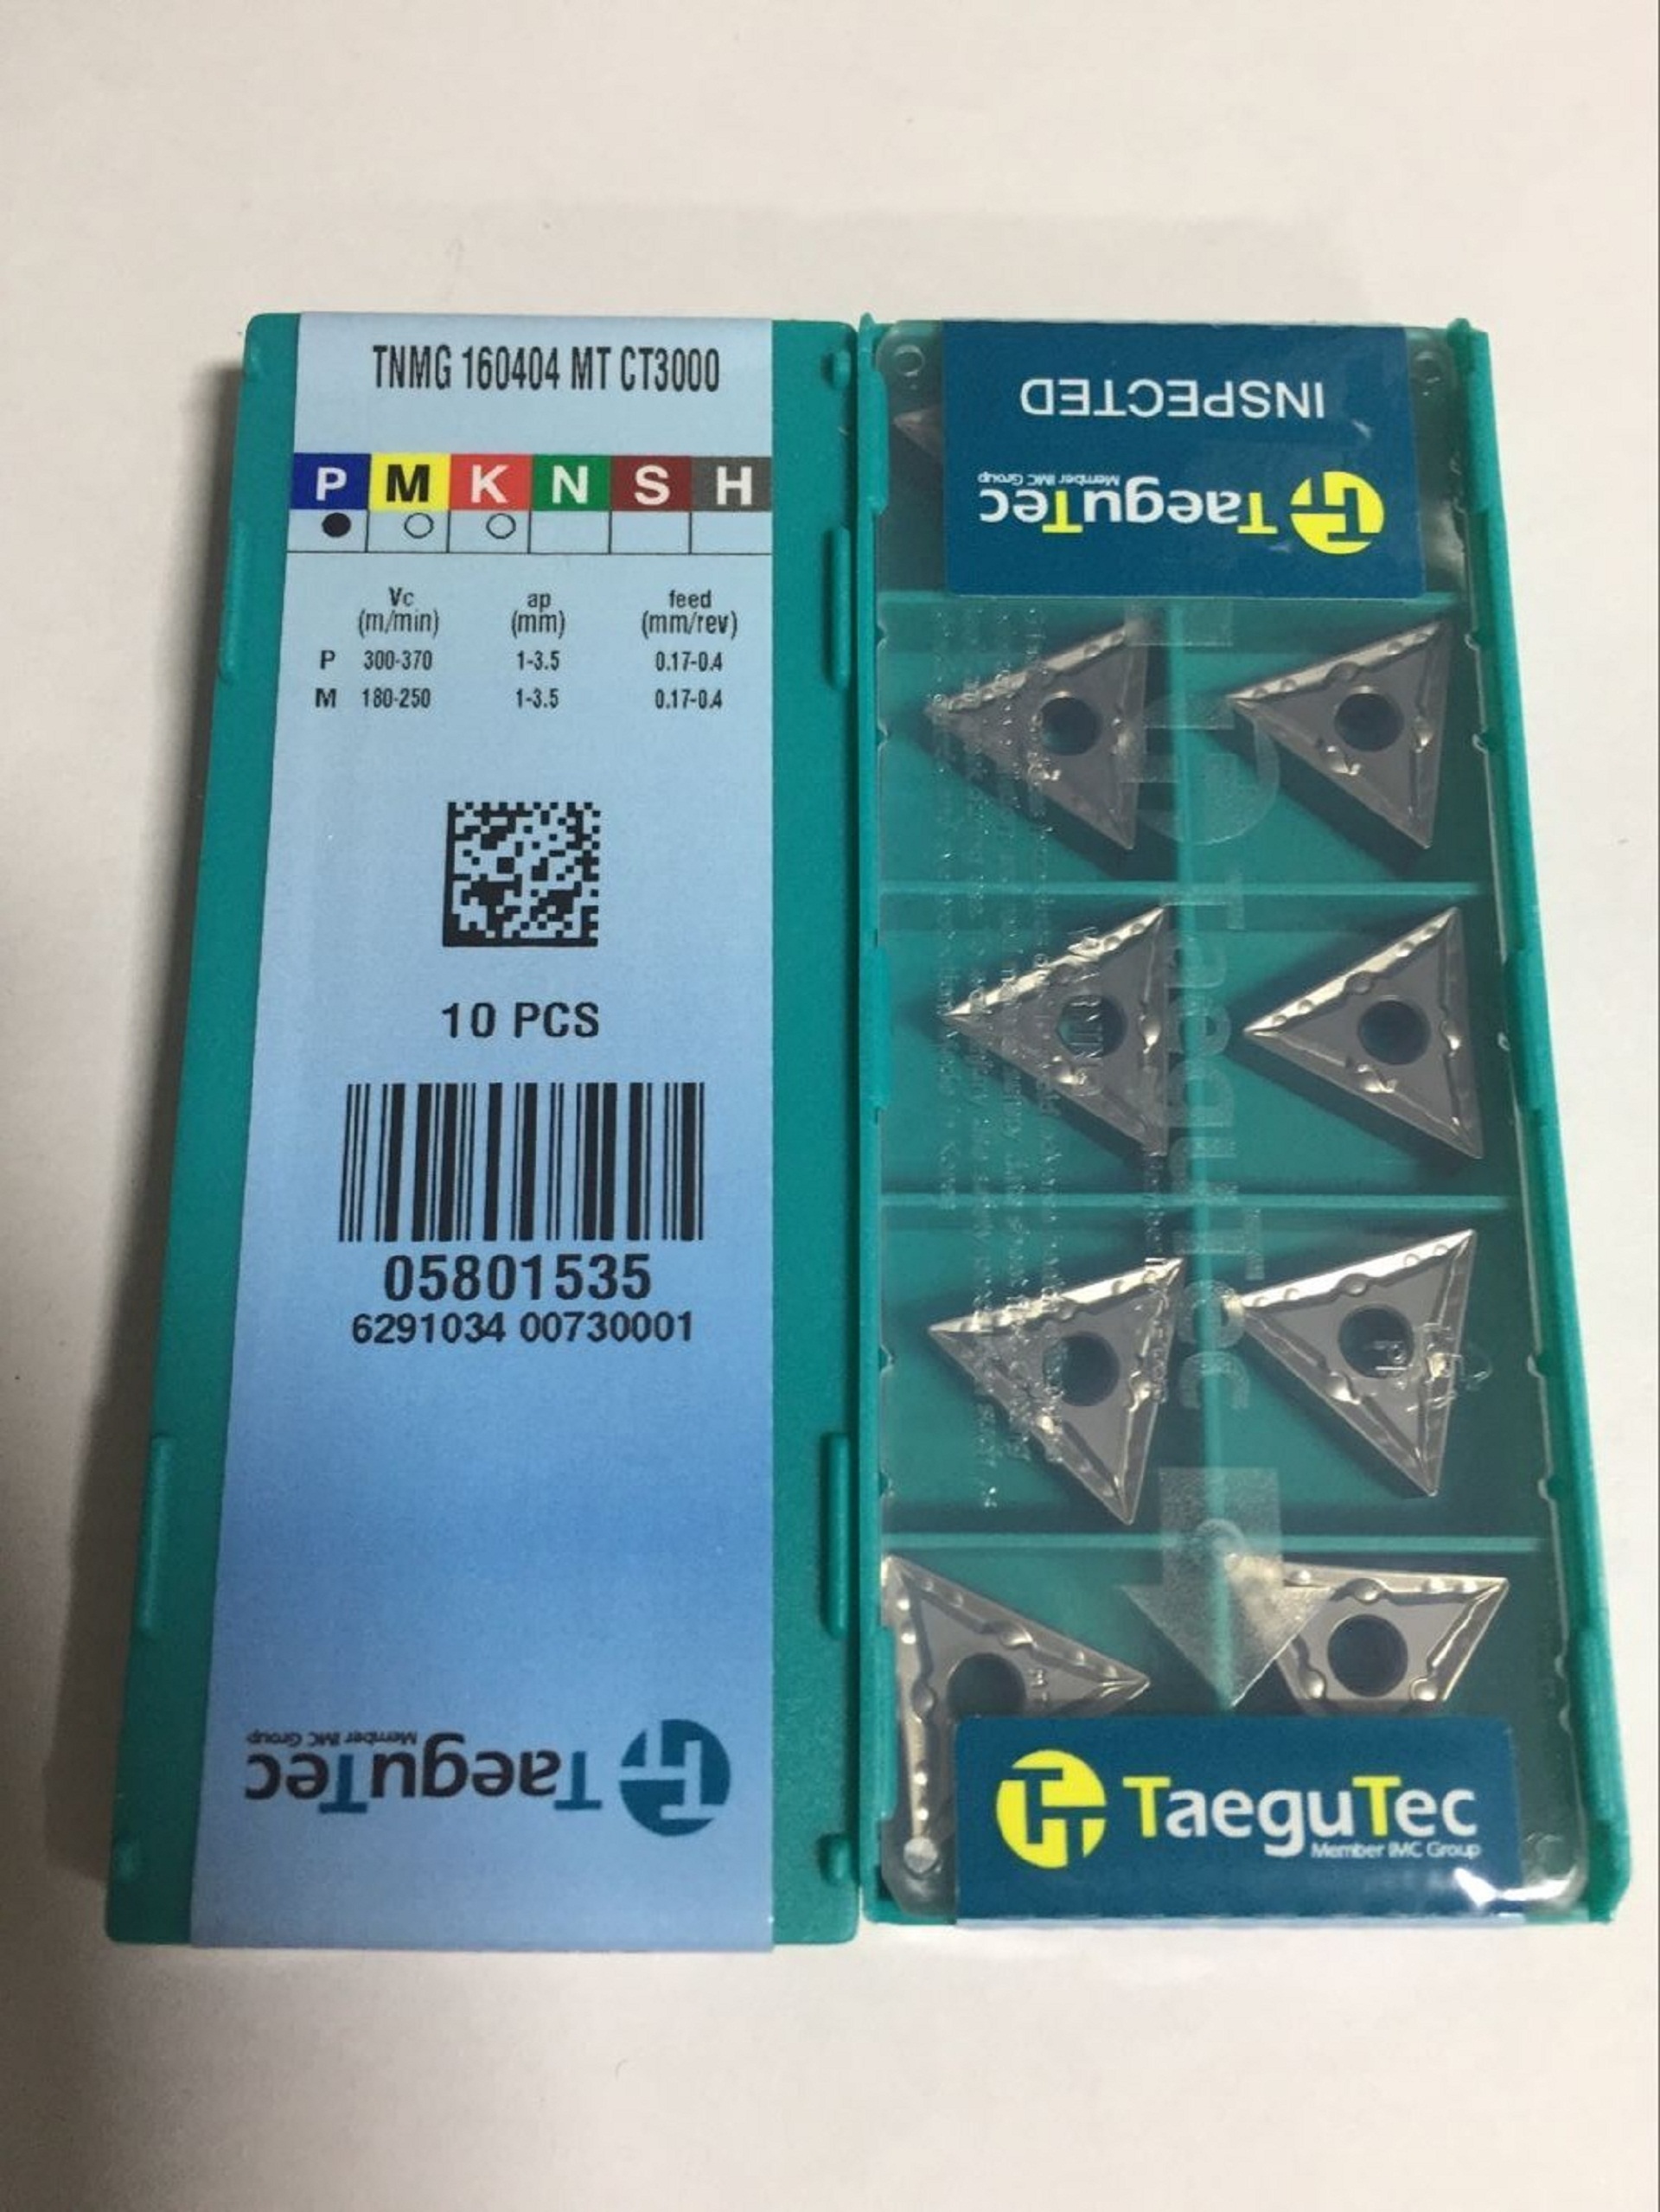 TNMG 160404 MT CT3000
P M K N S H
Vc ap feed
(m/min) (mm) (mm/rev)
P 300-370 1-3.5 0.17-0.4
M 180-250 1-3.5 0.17-0.4
10 PCS
05801535
6291034 00730001
TaeguTec
Member IMC Group
INSPECTED
TaeguTec
Member IMC Group
TaeguTec
WARNING
TaeguTec
Member IMC Group